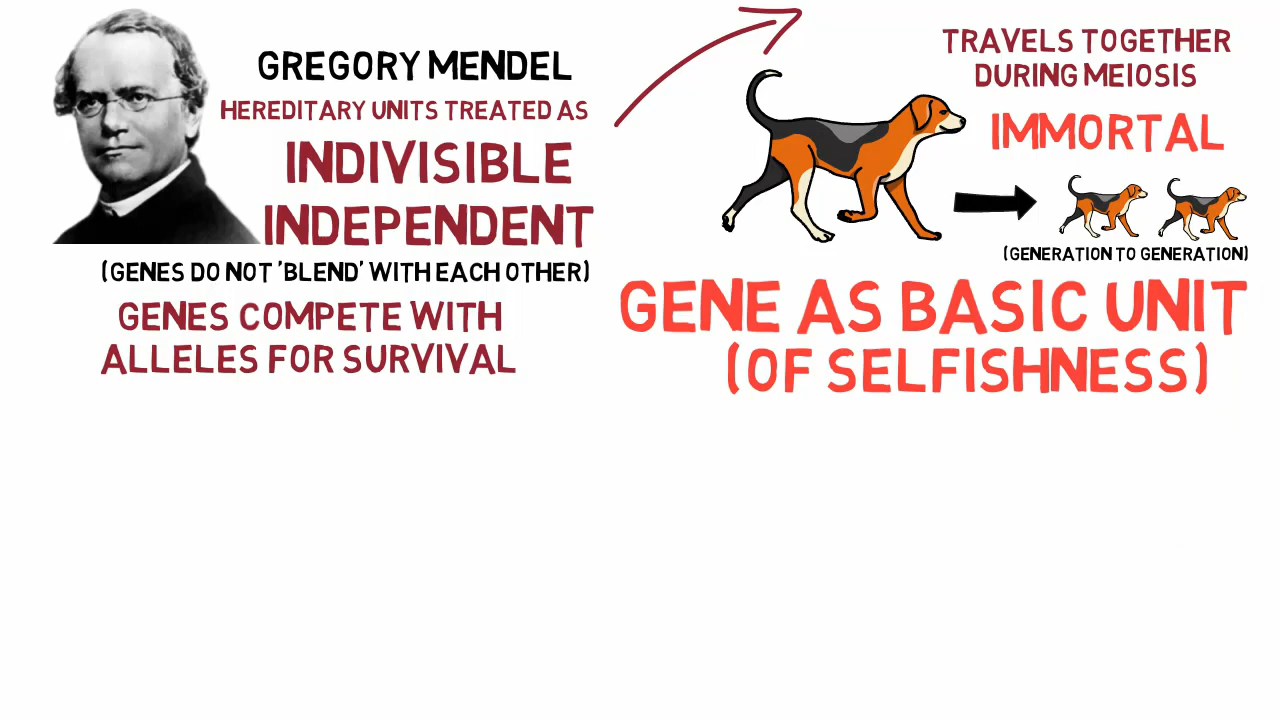 GREGORY MENDEL
HEREDITARY UNITS TREATED AS
INDIVISIBLE
INDEPENDENT
(GENES DO NOT 'BLEND' WITH EACH OTHER)
GENES COMPETE WITH
ALLELES FOR SURVIVAL
TRAVELS TOGETHER
DURING MEIOSIS
IMMORTAL
(GENERATION TO GENERATION)
GENE AS BASIC UNIT
(OF SELFISHNESS)